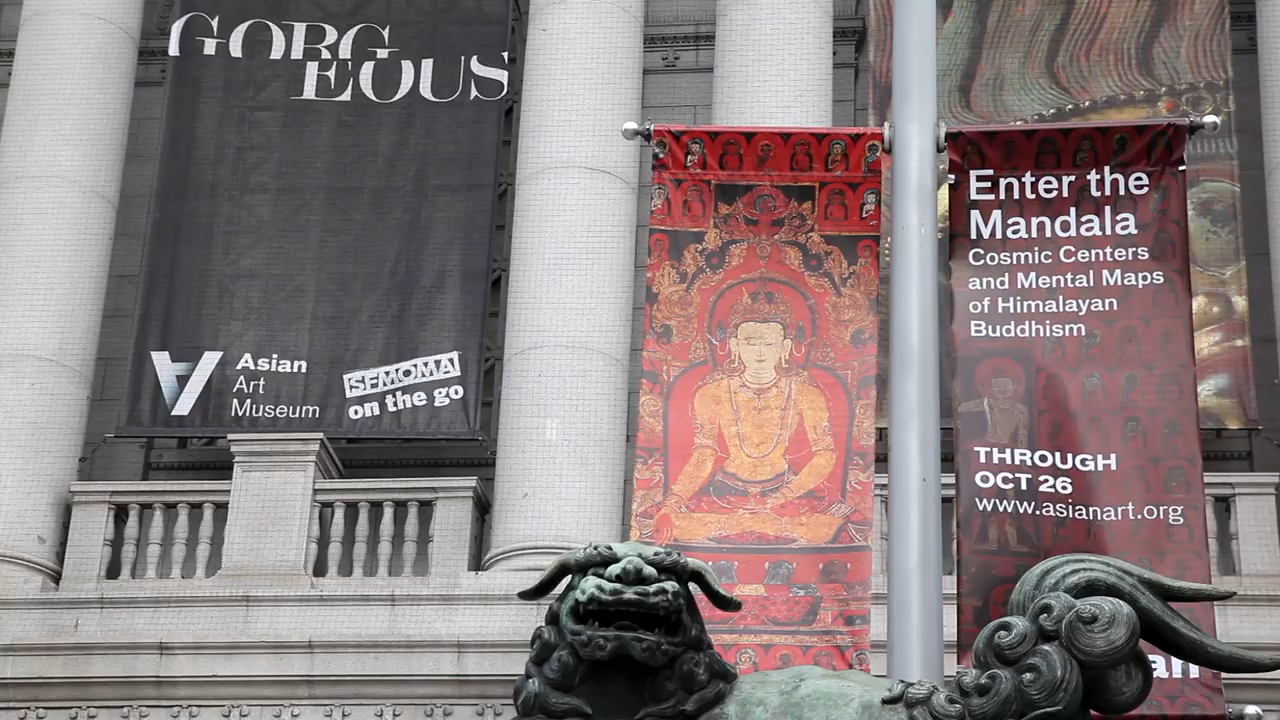 GORG
EOUS
Asian
Art
Museum
SFMOMA
on the go
Enter the
Mandala
Cosmic Centers
and Mental Maps
of Himalayan
Buddhism
THROUGH
OCT 26
www.asianart.org